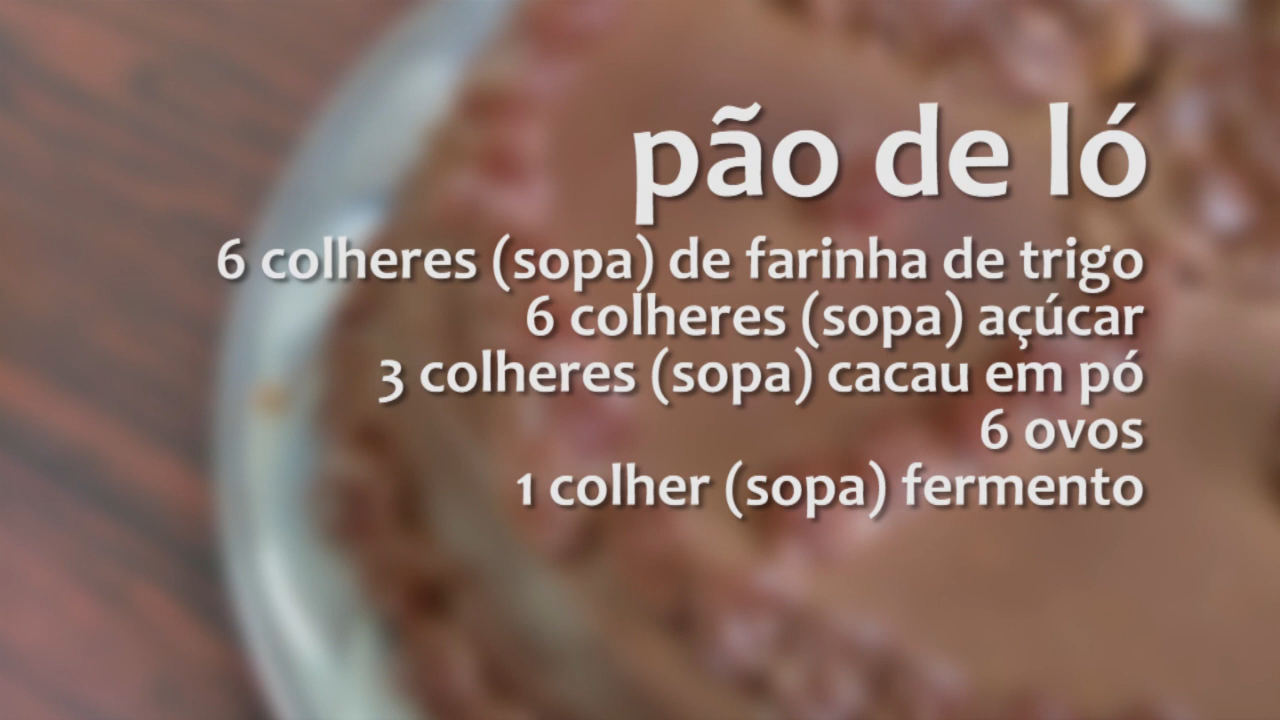 pão de ló
6 colheres (sopa) de farinha de trigo
6 colheres (sopa) açúcar
3 colheres (sopa) cacau em pó
6 ovos
1 colher (sopa) fermento